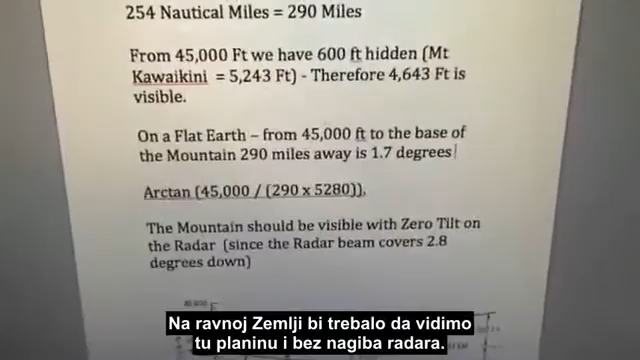 254 Nautical Miles = 290 Miles
From 45,000 Ft we have 600 ft hidden (Mt
Kawaikini = 5,243 Ft) - Therefore 4,643 Ft is
visible.
On a Flat Earth – from 45,000 ft to the base of
the Mountain 290 miles away is 1.7 degrees
Arctan (45,000 / (290 x 5280)).
The Mountain should be visible with Zero Tilt on
the Radar (since the Radar beam covers 2.8
degrees down)
Na ravnoj Zemlji bi trebalo da vidimo
tu planinu i bez nagiba radara.